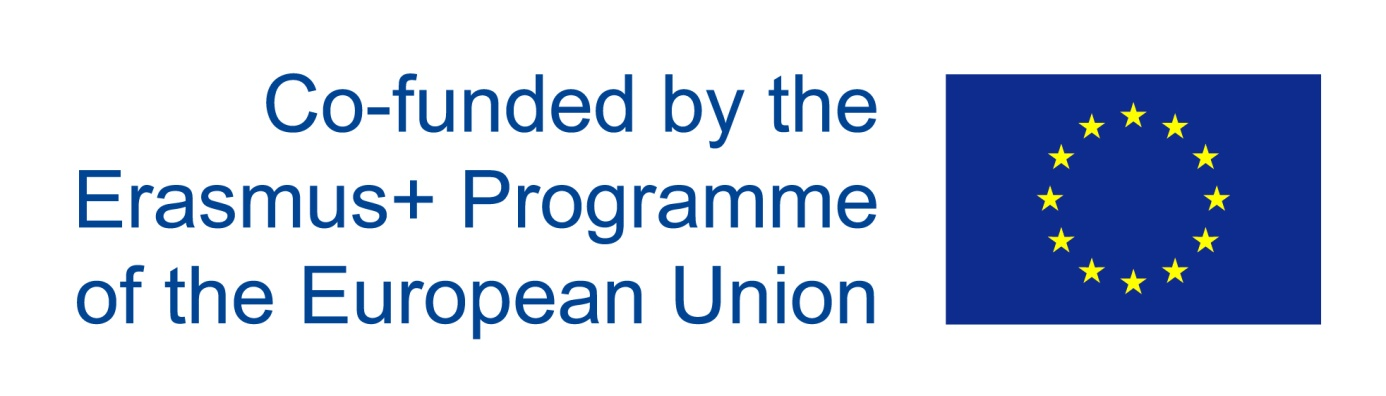 Co-funded by the
Erasmus+ Programme
of the European Union